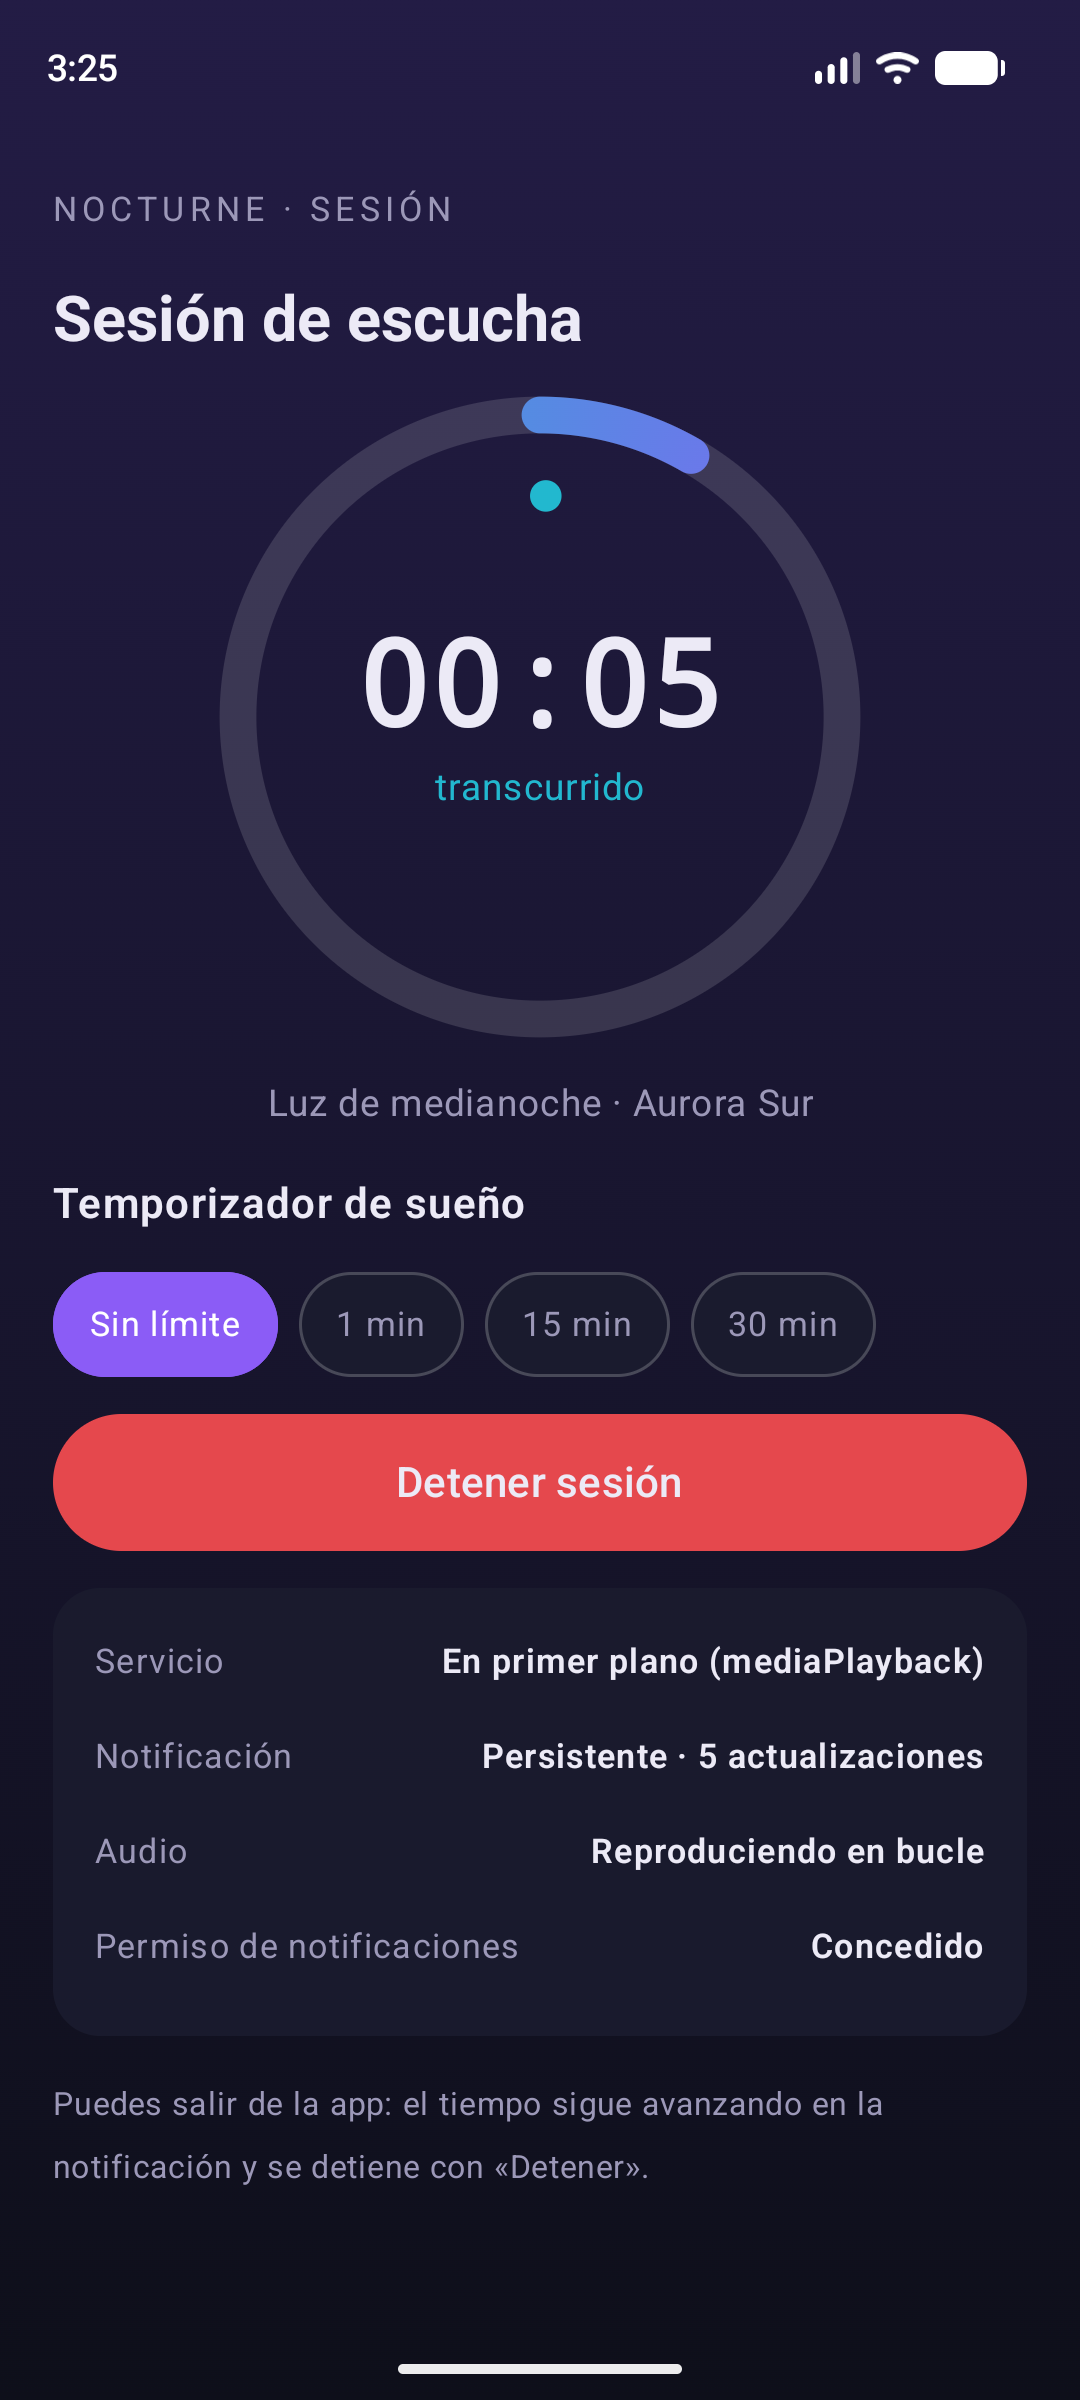 3:25
NOCTURNE · SESIÓN
Sesión de escucha
00:05
transcurrido
Luz de medianoche · Aurora Sur
Temporizador de sueño
Sin límite
1 min
15 min
30 min
Detener sesión
Servicio
En primer plano (mediaPlayback)
Notificación
Persistente · 5 actualizaciones
Audio
Reproduciendo en bucle
Permiso de notificaciones
Concedido
Puedes salir de la app: el tiempo sigue avanzando en la
notificación y se detiene con «Detener».